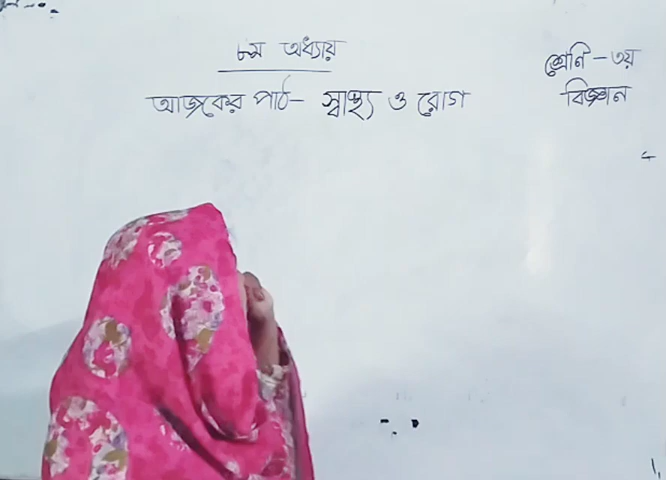 ৮ম অধ্যায়
আজকের পাঠ- স্বাস্থ্য ও রোগ
শ্রেণি - ৩য়
বিজ্ঞান